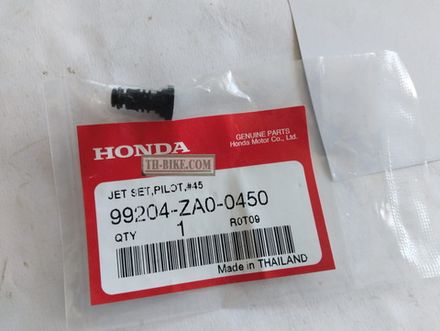 HONDA
GENUINE PARTS
Honda Motor Co., Ltd.
TH-BIKE.COM
JET SET,PILOT,#45
99204-ZA0-0450
QTY 1 R0T09
Made in THAILAND